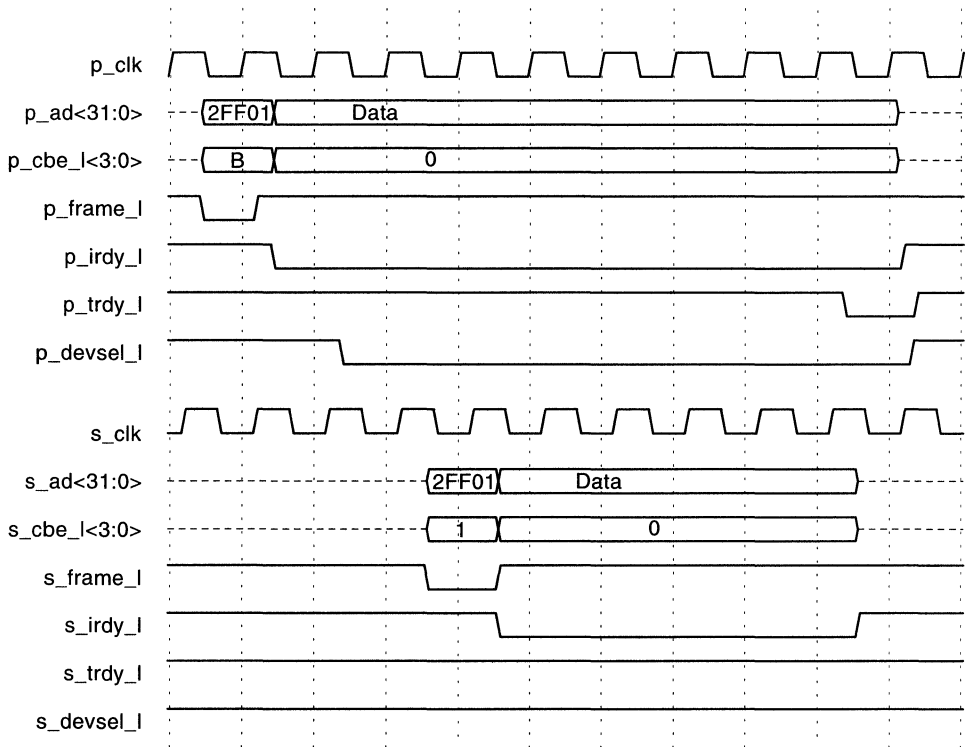 p_clk
p_ad<31:0> 2FF01 Data
p_cbe_l<3:0> B 0
p_frame_l
p_irdy_l
p_trdy_l
p_devsel_l
s_clk
s_ad<31:0> 2FF01 Data
s_cbe_l<3:0> 1 0
s_frame_l
s_irdy_l
s_trdy_l
s_devsel_l